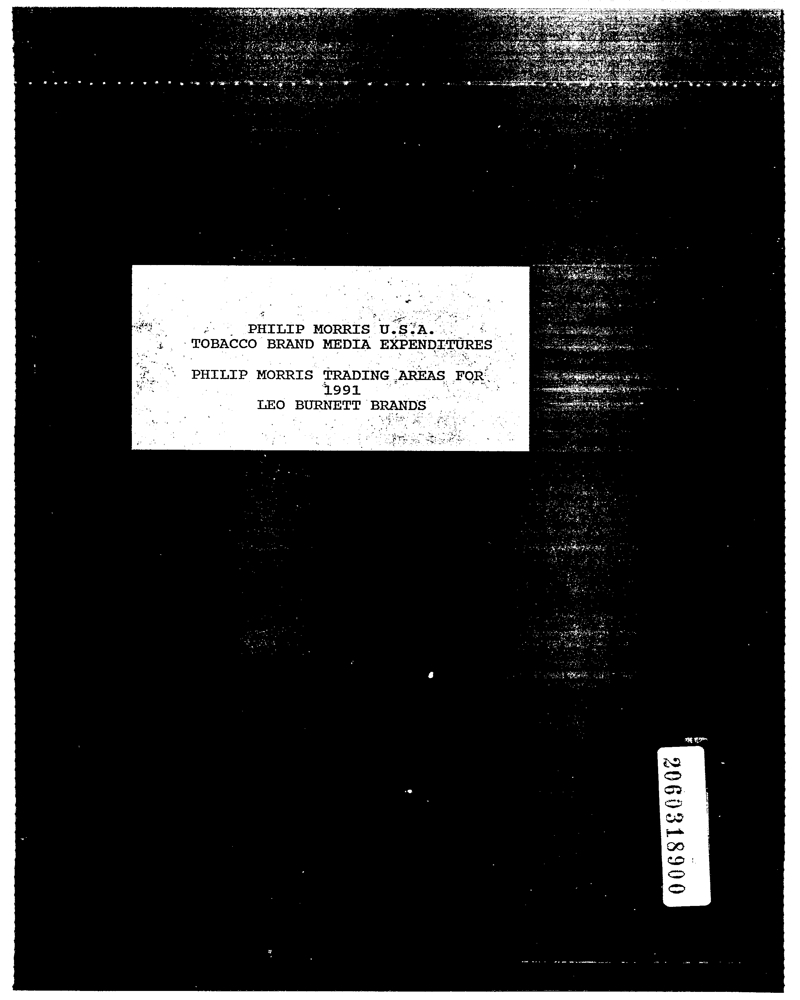 PHILIP MORRIS U.S.A.
TOBACCO BRAND MEDIA EXPENDITURES
PHILIP MORRIS TRADING AREAS FOR
1991
LEO BURNETT BRANDS
2060318900